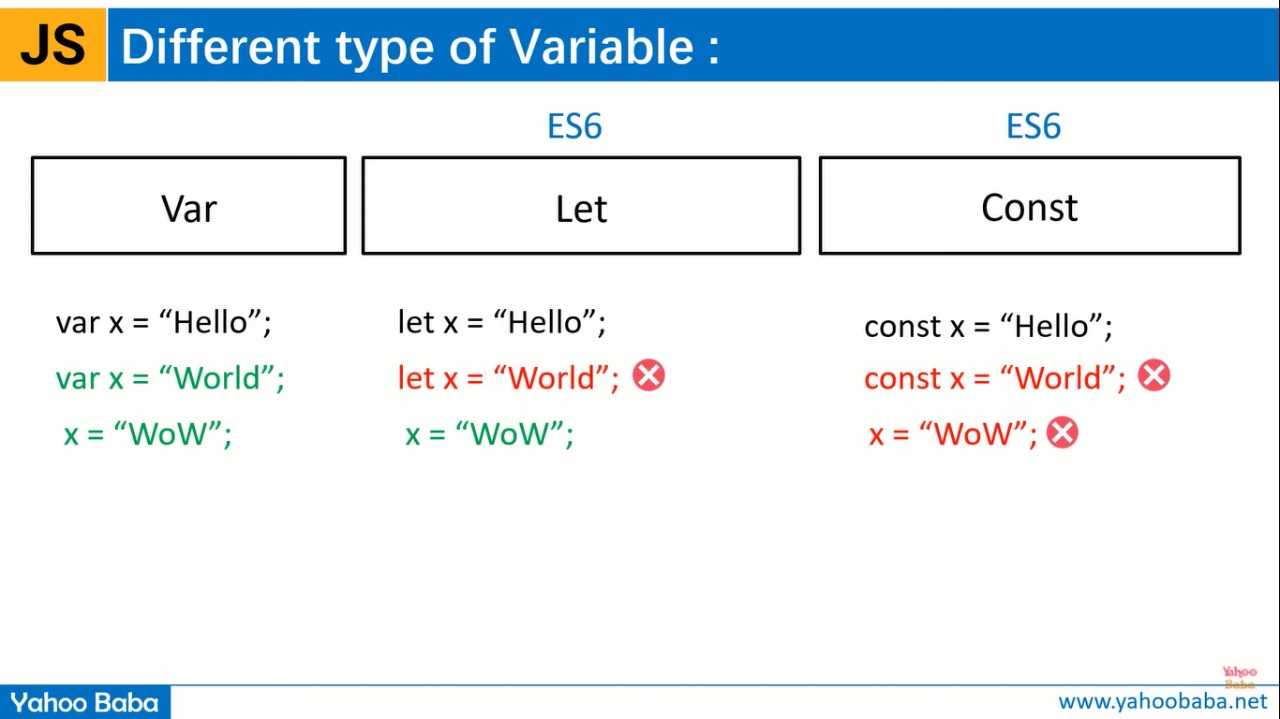 JS Different type of Variable :
ES6 ES6
Var Let Const
var x = “Hello”; let x = “Hello”; const x = “Hello”;
var x = “World”; let x = “World”; const x = “World”;
x = “WoW”; x = “WoW”; x = “WoW”;
Yahoo
Baba
Yahoo Baba www.yahoobaba.net